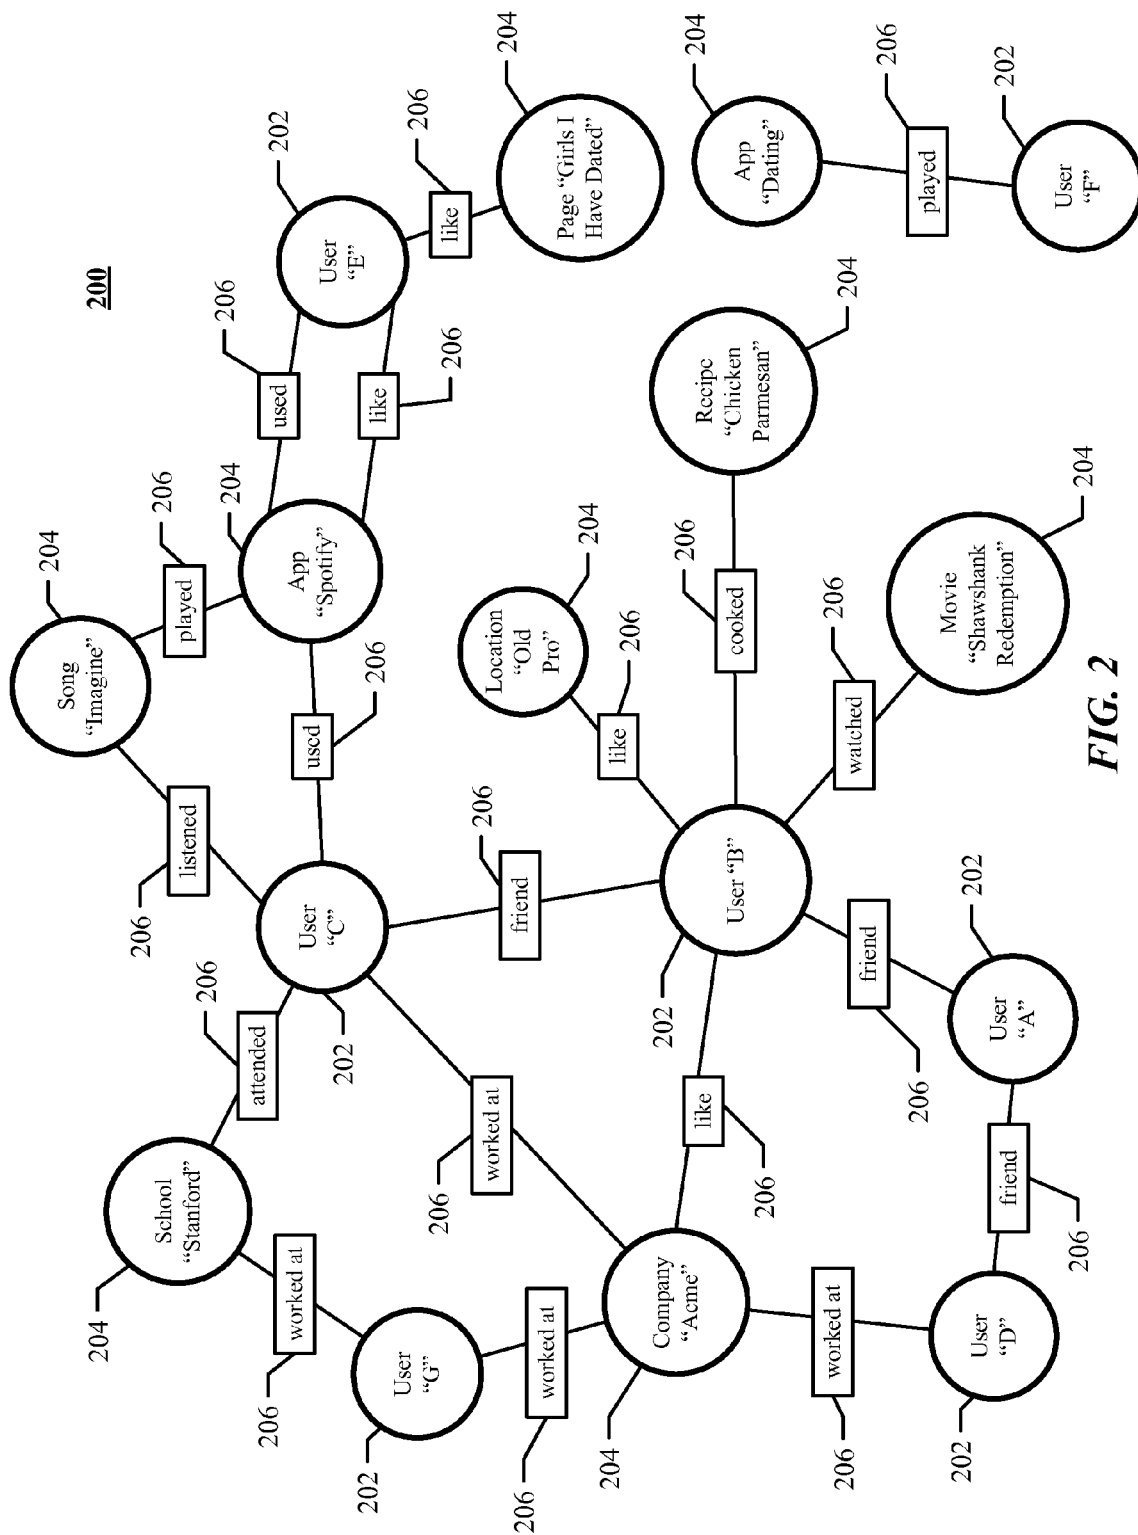 204
Song
“Imagine”
204
200
206
206
School
“Stanford”
listened
played
206
204
206
attended
used
206
202
worked at
User
“C”
used
App
“Spotify”
User
“E”
202
202
206
like
User
“G”
206
206
like
206
worked at
206
friend
Location
“Old
Pro”
204
206
worked at
Page “Girls I
Have Dated”
204
206
like
204
Company
“Acme”
202
206
204
like
User “B”
cooked
Recipe
“Chicken
Parmesan”
App
“Dating”
206
worked at
206
206
204
friend
watched
206
206
played
202
202
Movie
“Shawshank
Redemption”
User
“D”
friend
User
“A”
202
User
“F”
206
204
FIG. 2